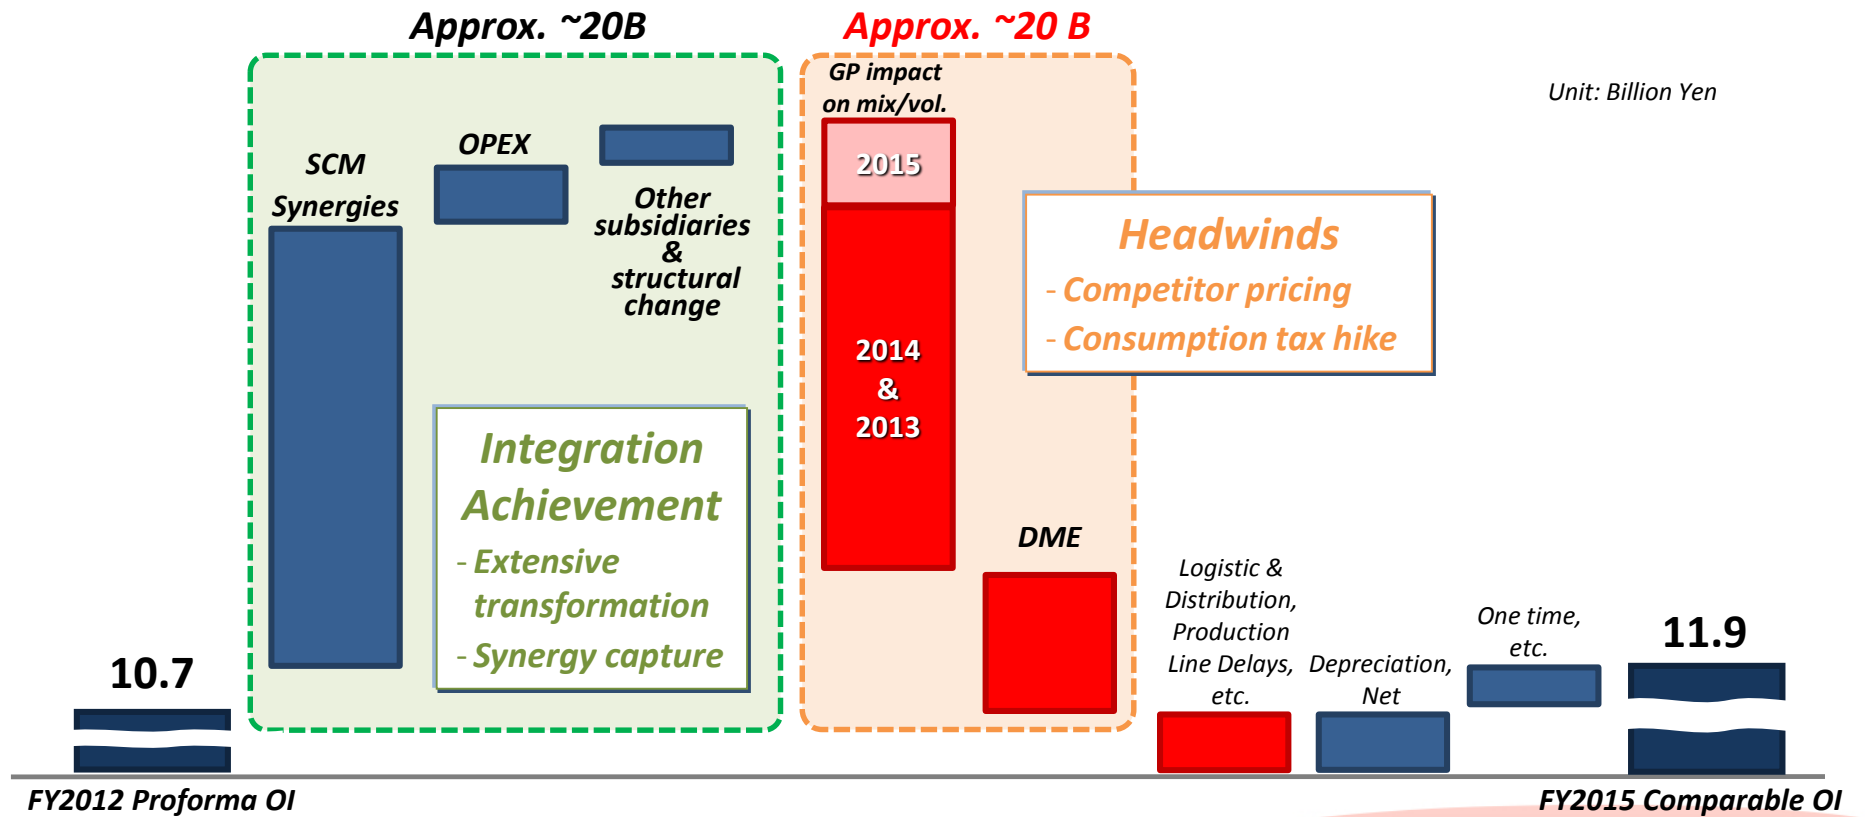 Approx. ~20B
Approx. ~20 B
Unit: Billion Yen
SCM
Synergies
OPEX
Other
subsidiaries
&
structural
change
Integration
Achievement
- Extensive
transformation
- Synergy capture
GP impact
on mix/vol.
2015
2014
&
2013
DME
Headwinds
- Competitor pricing
- Consumption tax hike
10.7
Logistic &
Distribution,
Production
Line Delays,
etc.
Depreciation,
Net
One time,
etc.
11.9
FY2012 Proforma OI
FY2015 Comparable OI